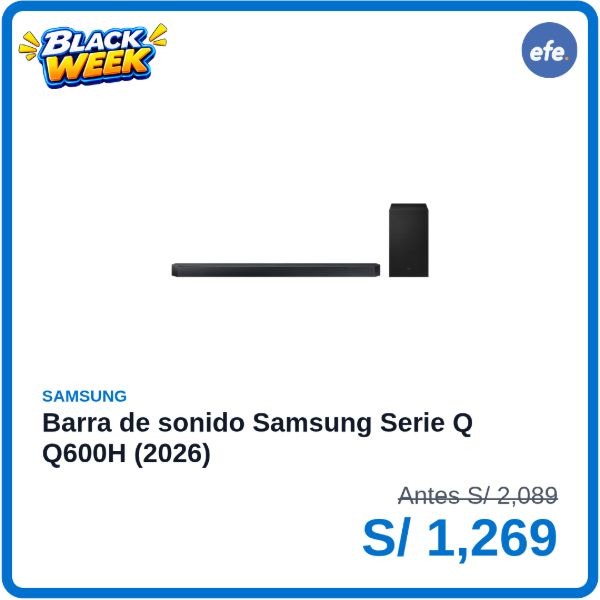 BLACK
WEEK
efe.
SAMSUNG
Barra de sonido Samsung Serie Q
Q600H (2026)
Antes S/ 2,089
S/ 1,269